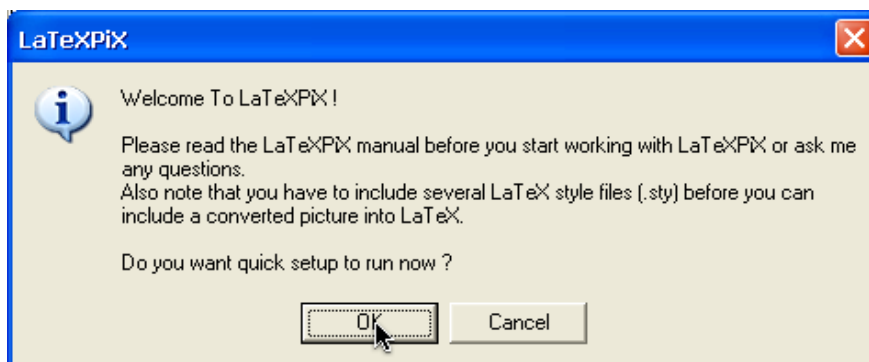 LaTeXPiX
Welcome To LaTeXPiX !
Please read the LaTeXPiX manual before you start working with LaTeXPiX or ask me
any questions.
Also note that you have to include several LaTeX style files (.sty) before you can
include a converted picture into LaTeX.
Do you want quick setup to run now ?
OK
Cancel